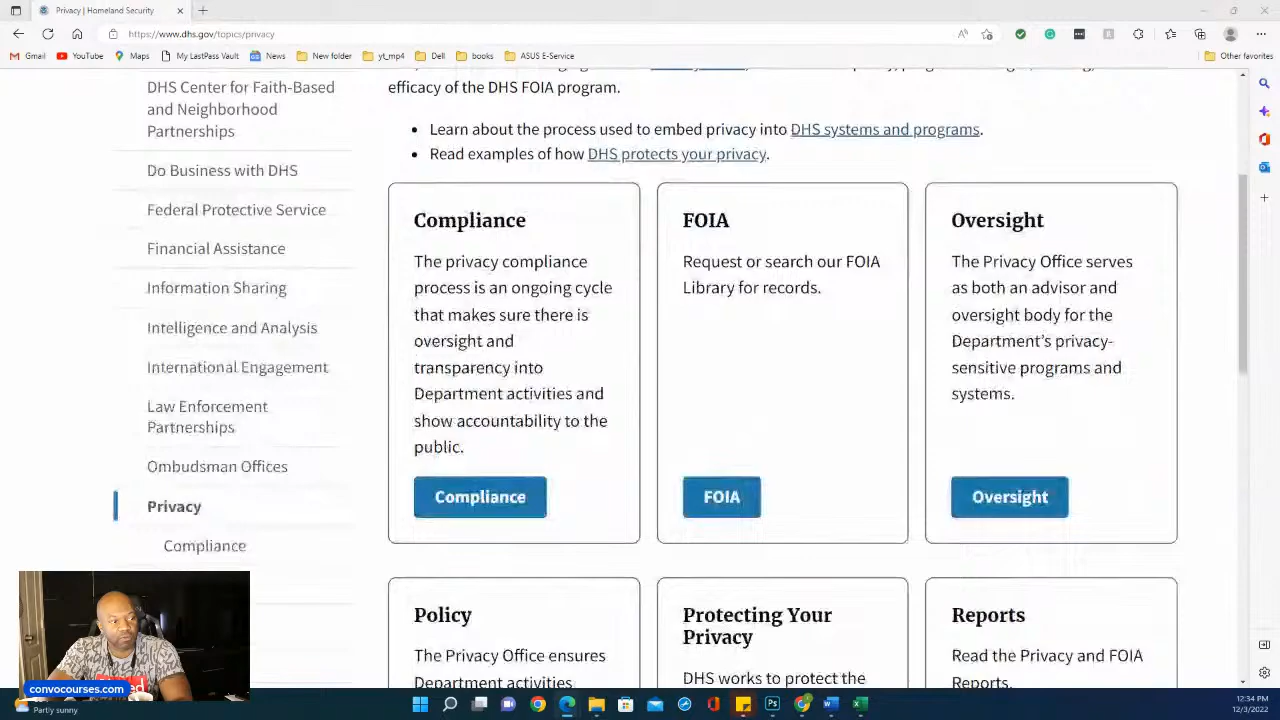 Privacy | Homeland Security
https://www.dhs.gov/topics/privacy
Gmail
YouTube
Maps
My LastPass Vault
News
New folder
yt_mp4
Dell
books
ASUS E-Service
Other favorites
DHS Center for Faith-Based
and Neighborhood
Partnerships
Do Business with DHS
Federal Protective Service
Financial Assistance
Information Sharing
Intelligence and Analysis
International Engagement
Law Enforcement
Partnerships
Ombudsman Offices
Privacy
Compliance
efficacy of the DHS FOIA program.
Learn about the process used to embed privacy into DHS systems and programs.
Read examples of how DHS protects your privacy.
Compliance
The privacy compliance
process is an ongoing cycle
that makes sure there is
oversight and
transparency into
Department activities and
show accountability to the
public.
Compliance
FOIA
Request or search our FOIA
Library for records.
FOIA
Oversight
The Privacy Office serves
as both an advisor and
oversight body for the
Department's privacy-
sensitive programs and
systems.
Oversight
Policy
The Privacy Office ensures
Department activities,
Protecting Your
Privacy
DHS works to protect the
Reports
Read the Privacy and FOIA
Reports.
convocourses.com
Partly sunny
12:34 PM
12/3/2022